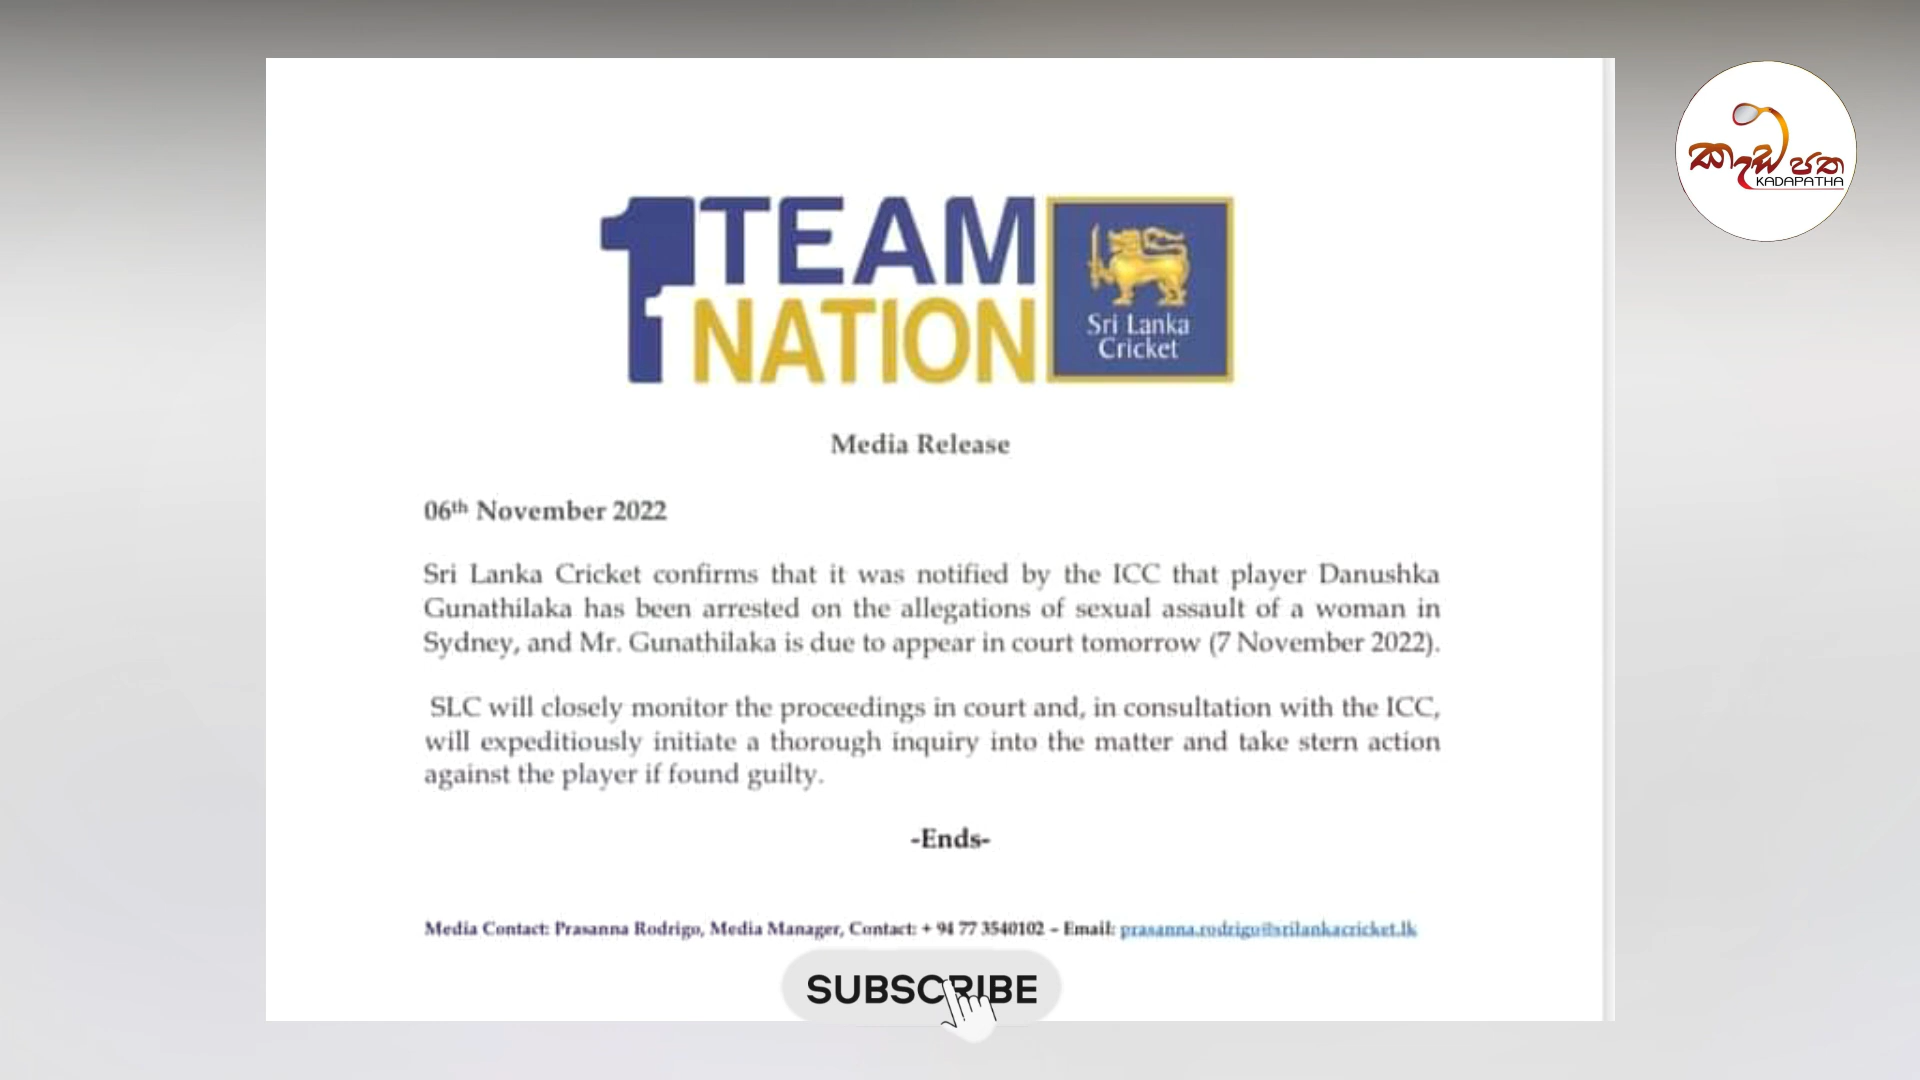 1 TEAM
1 NATION
Sri Lanka
Cricket
කැඩපත
KADAPATHA
Media Release
06th November 2022
Sri Lanka Cricket confirms that it was notified by the ICC that player Danushka
Gunathilaka has been arrested on the allegations of sexual assault of a woman in
Sydney, and Mr. Gunathilaka is due to appear in court tomorrow (7 November 2022).
SLC will closely monitor the proceedings in court and, in consultation with the ICC,
will expeditiously initiate a thorough inquiry into the matter and take stern action
against the player if found guilty.
-Ends-
Media Contact: Prasanna Rodrigo, Media Manager, Contact: + 94 77 3540102 – Email: prasanna.rodrigo@srilankacricket.lk
SUBSCRIBE